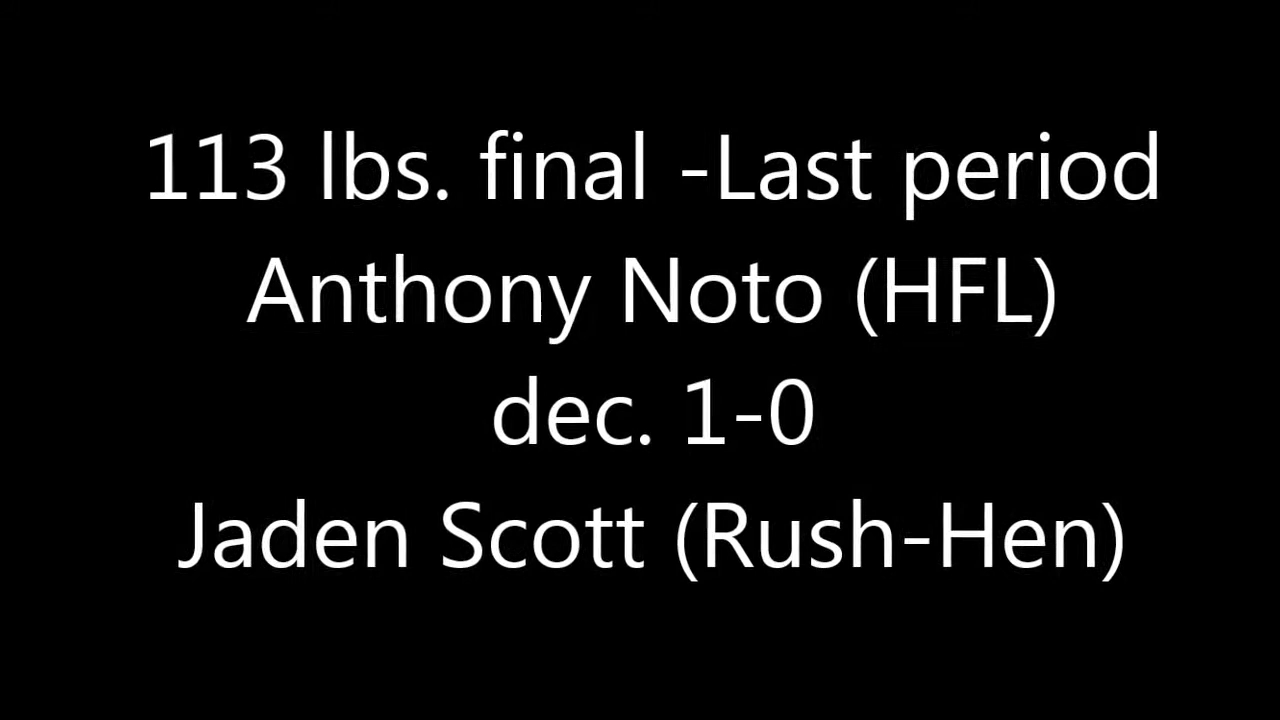 113 lbs. final -Last period
Anthony Noto (HFL)
dec. 1-0
Jaden Scott (Rush-Hen)